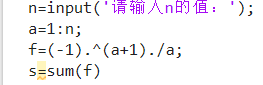 n=input('请输入n的值：');
a=1:n;
f=(-1).^(a+1)./a;
s=sum(f)